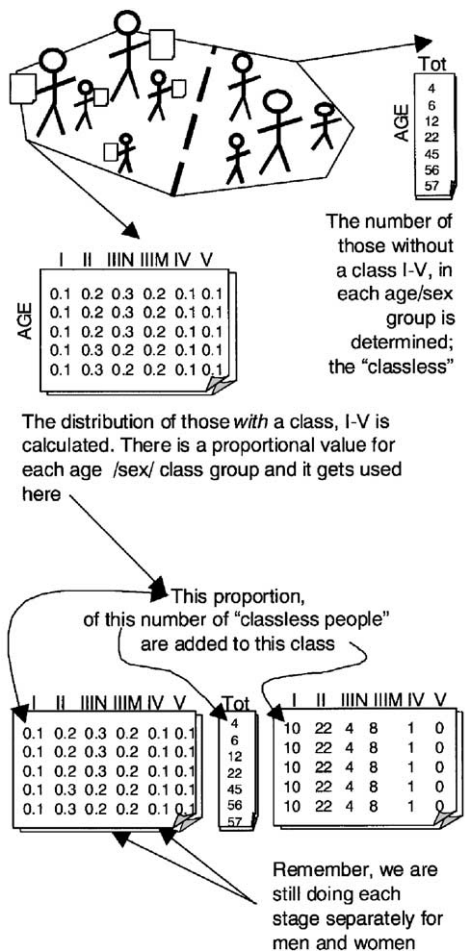 Tot
AGE
4
6
12
22
45
56
57
The number of
those without
a class I-V, in
each age/sex
group is
determined;
the “classless”
I II IIIN IIIM IV V
AGE
0.1 0.2 0.3 0.2 0.1 0.1
0.1 0.2 0.3 0.2 0.1 0.1
0.1 0.2 0.3 0.2 0.1 0.1
0.1 0.3 0.2 0.2 0.1 0.1
0.1 0.3 0.2 0.2 0.1 0.1
The distribution of those with a class, I-V is
calculated. There is a proportional value for
each age /sex/ class group and it gets used
here
This proportion,
of this number of “classless people”
are added to this class
I II IIIN IIIM IV V
0.1 0.2 0.3 0.2 0.1 0.1
0.1 0.2 0.3 0.2 0.1 0.1
0.1 0.2 0.3 0.2 0.1 0.1
0.1 0.3 0.2 0.2 0.1 0.1
0.1 0.3 0.2 0.2 0.1 0.1
Tot
4
6
12
22
45
56
57
I II IIIN IIIM IV V
10 22 4 8 1 0
10 22 4 8 1 0
10 22 4 8 1 0
10 22 4 8 1 0
10 22 4 8 1 0
Remember, we are
still doing each
stage separately for
men and women